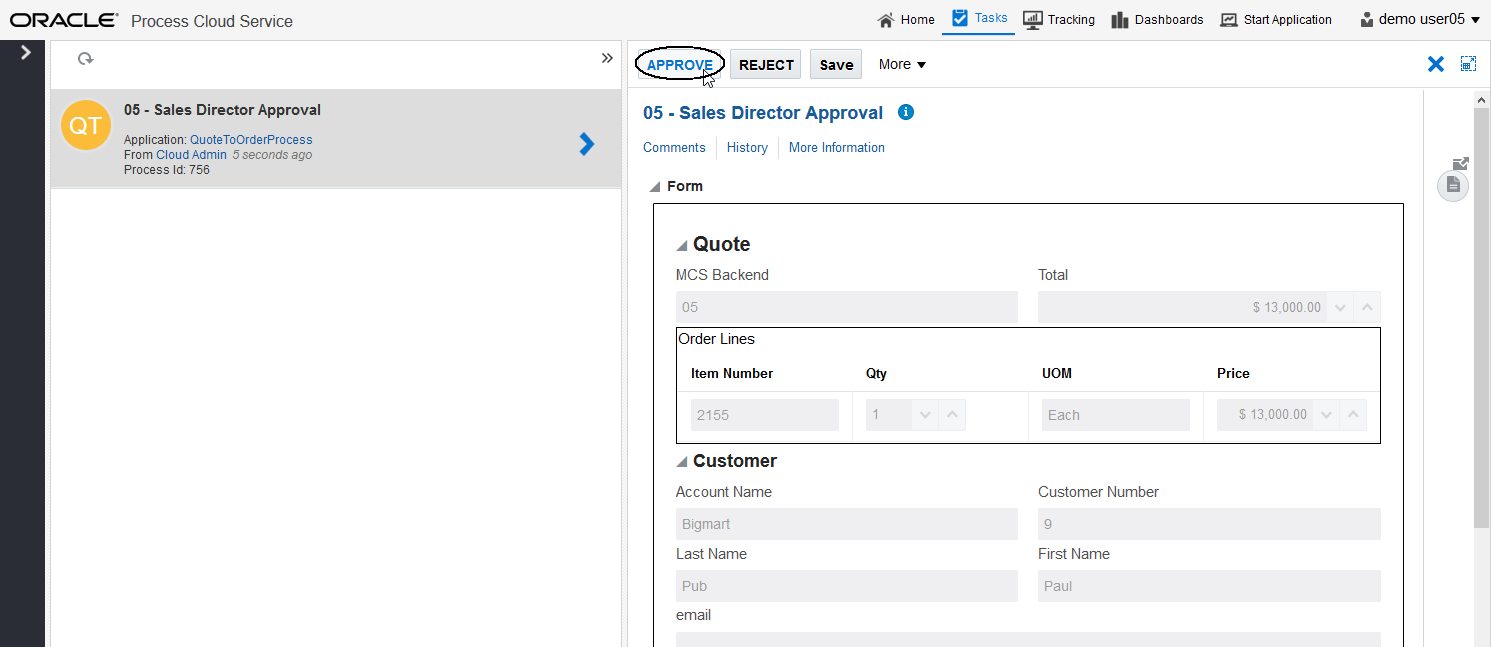 ORACLE Process Cloud Service
Home Tasks Tracking Dashboards Start Application demo user05
05 - Sales Director Approval
QT
Application: QuoteToOrderProcess
From Cloud Admin 5 seconds ago
Process Id: 756
APPROVE REJECT Save More
05 - Sales Director Approval
Comments History More Information
Form
Quote
MCS Backend Total
05 $ 13,000.00
Order Lines
Item Number Qty UOM Price
2155 1 Each $ 13,000.00
Customer
Account Name Customer Number
Bigmart 9
Last Name First Name
Pub Paul
email